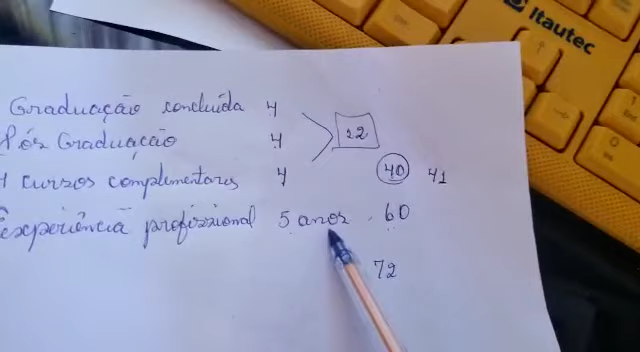 Itautec
Graduação concluída 4
Pós Graduação 4
12
4 cursos complementares 4
40 41
Experiência profissional 5 anos. 60
72